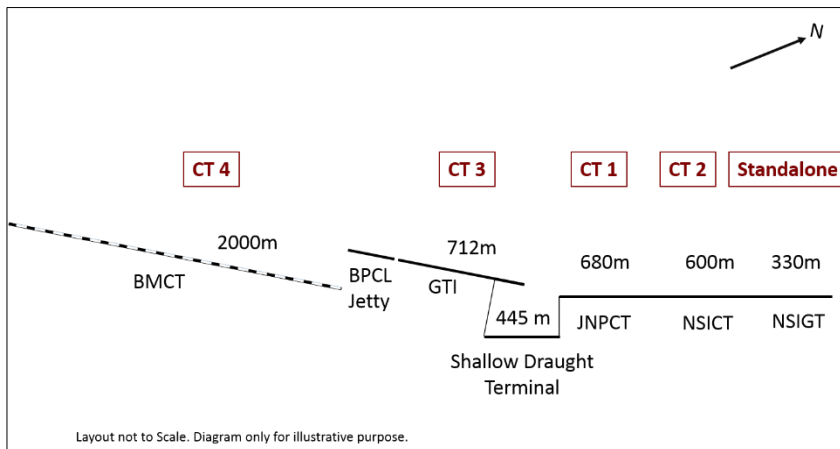 N
CT 4
CT 3
CT 1
CT 2
Standalone
2000m
712m
680m
600m
330m
BMCT
BPCL
Jetty
GTI
445 m
JNPCT
NSICT
NSIGT
Shallow Draught
Terminal
Layout not to Scale. Diagram only for illustrative purpose.